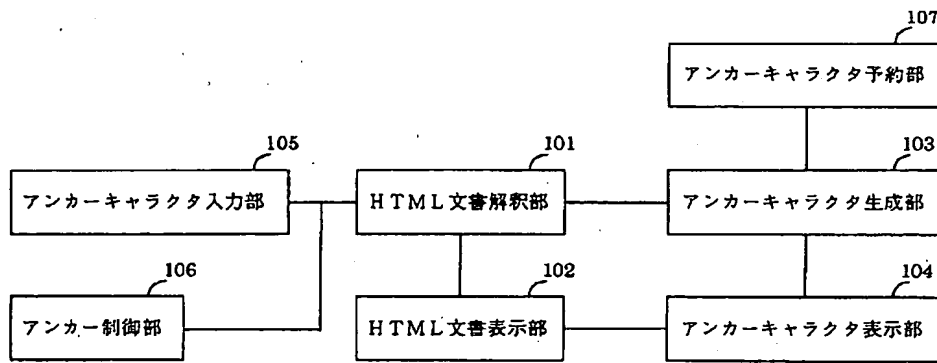 107
アンカーキャラクタ予約部
105
101
103
アンカーキャラクタ入力部
HTML文書解釈部
アンカーキャラクタ生成部
106
102
104
アンカー制御部
HTML文書表示部
アンカーキャラクタ表示部